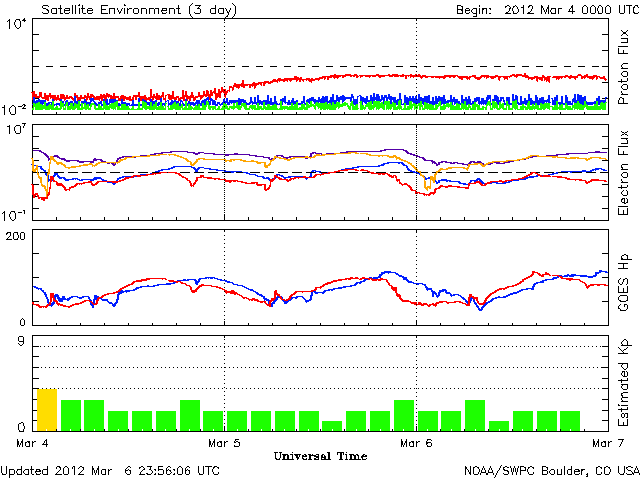 Satellite Environment (3 day) Begin: 2012 Mar 4 0000 UTC
10^4
Proton Flux
10^-2
10^7
Electron Flux
10^-1
200
GOES Hp
0
9
Estimated Kp
0
Mar 4 Mar 5 Mar 6 Mar 7
Universal Time
Updated 2012 Mar 6 23:56:06 UTC NOAA/SWPC Boulder, CO USA